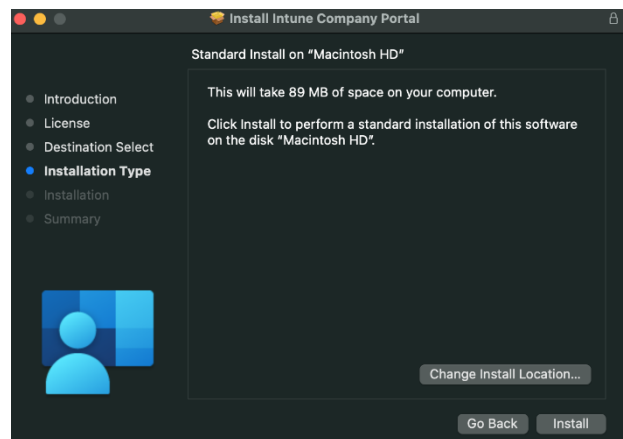 Install Intune Company Portal
Standard Install on “Macintosh HD”
Introduction
License
Destination Select
Installation Type
Installation
Summary
This will take 89 MB of space on your computer.
Click Install to perform a standard installation of this software
on the disk “Macintosh HD”.
Change Install Location...
Go Back
Install